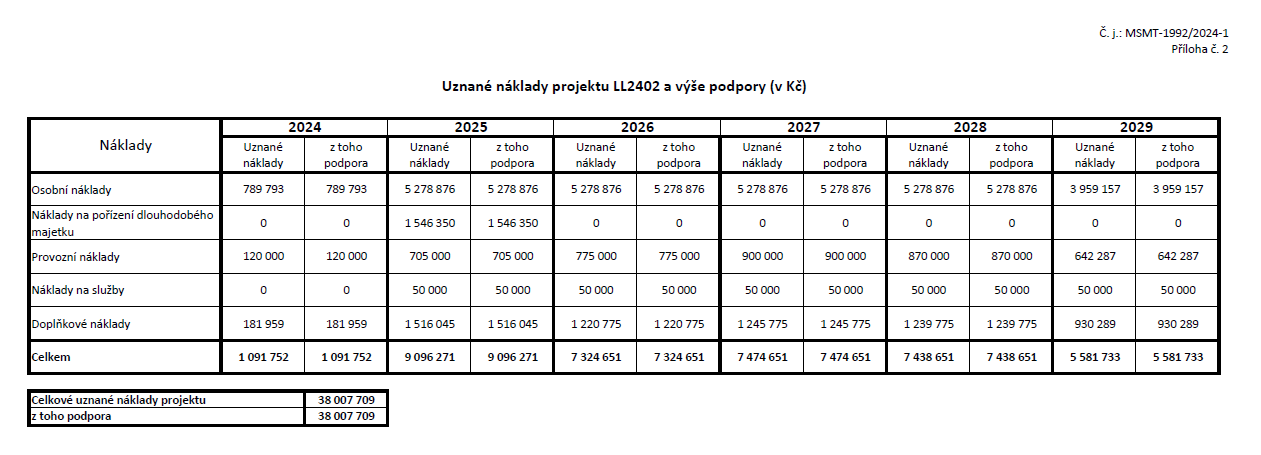 Č. j.: MSMT-1992/2024-1
Příloha č. 2
Uznané náklady projektu LL2402 a výše podpory (v Kč)
Náklady 2024 2025 2026 2027 2028 2029
Uznané náklady z toho podpora Uznané náklady z toho podpora Uznané náklady z toho podpora Uznané náklady z toho podpora Uznané náklady z toho podpora Uznané náklady z toho podpora
Osobní náklady 789 793 789 793 5 278 876 5 278 876 5 278 876 5 278 876 5 278 876 5 278 876 5 278 876 5 278 876 3 959 157 3 959 157
Náklady na pořízení dlouhodobého
majetku 0 0 1 546 350 1 546 350 0 0 0 0 0 0 0 0
Provozní náklady 120 000 120 000 705 000 705 000 775 000 775 000 900 000 900 000 870 000 870 000 642 287 642 287
Náklady na služby 0 0 50 000 50 000 50 000 50 000 50 000 50 000 50 000 50 000 50 000 50 000
Doplňkové náklady 181 959 181 959 1 516 045 1 516 045 1 220 775 1 220 775 1 245 775 1 245 775 1 239 775 1 239 775 930 289 930 289
Celkem 1 091 752 1 091 752 9 096 271 9 096 271 7 324 651 7 324 651 7 474 651 7 474 651 7 438 651 7 438 651 5 581 733 5 581 733
Celkové uznané náklady projektu 38 007 709
z toho podpora 38 007 709